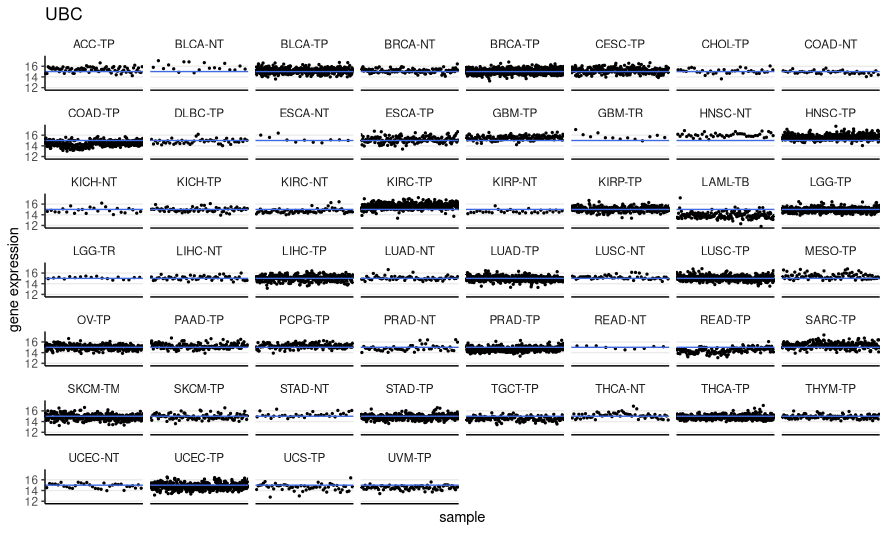 UBC
ACC-TP BLCA-NT BLCA-TP BRCA-NT BRCA-TP CESC-TP CHOL-TP COAD-NT
16
14
12
COAD-TP DLBC-TP ESCA-NT ESCA-TP GBM-TP GBM-TR HNSC-NT HNSC-TP
16
14
12
KICH-NT KICH-TP KIRC-NT KIRC-TP KIRP-NT KIRP-TP LAML-TB LGG-TP
16
14
12
LGG-TR LIHC-NT LIHC-TP LUAD-NT LUAD-TP LUSC-NT LUSC-TP MESO-TP
16
14
12
gene expression
OV-TP PAAD-TP PCPG-TP PRAD-NT PRAD-TP READ-NT READ-TP SARC-TP
16
14
12
SKCM-TM SKCM-TP STAD-NT STAD-TP TGCT-TP THCA-NT THCA-TP THYM-TP
16
14
12
UCEC-NT UCEC-TP UCS-TP UVM-TP
16
14
12
sample